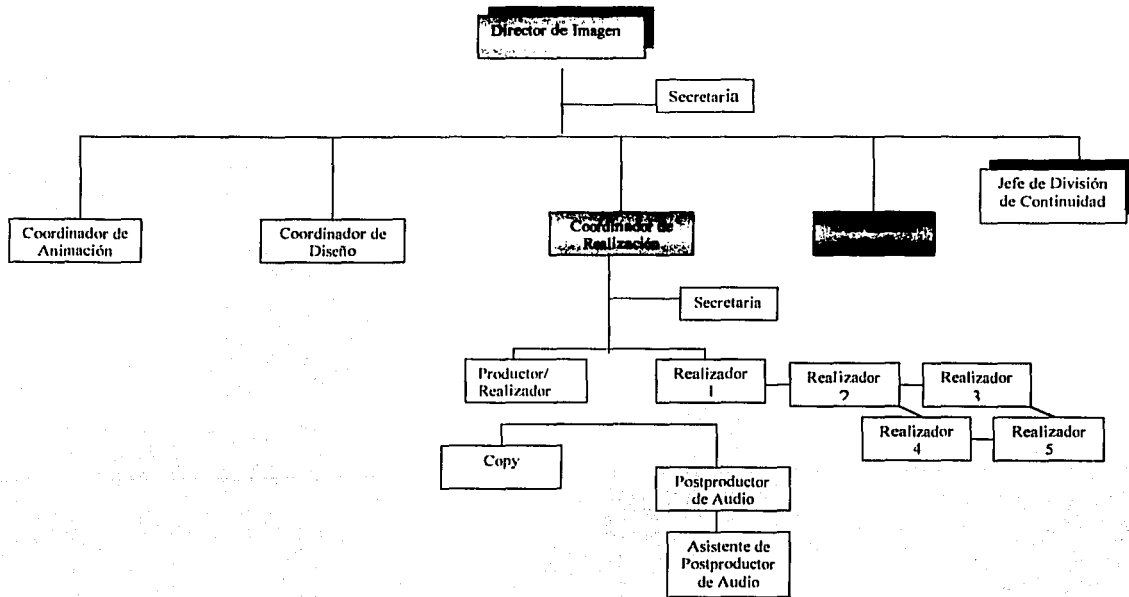 Director de Imagen
Secretaria
Jefe de División
de Continuidad
Coordinador de
Animación
Coordinador de
Diseño
Coordinador de
Realización
Secretaria
Productor/
Realizador
Realizador
1
Realizador
2
Realizador
3
Realizador
4
Realizador
5
Copy
Postproductor
de Audio
Asistente de
Postproductor
de Audio